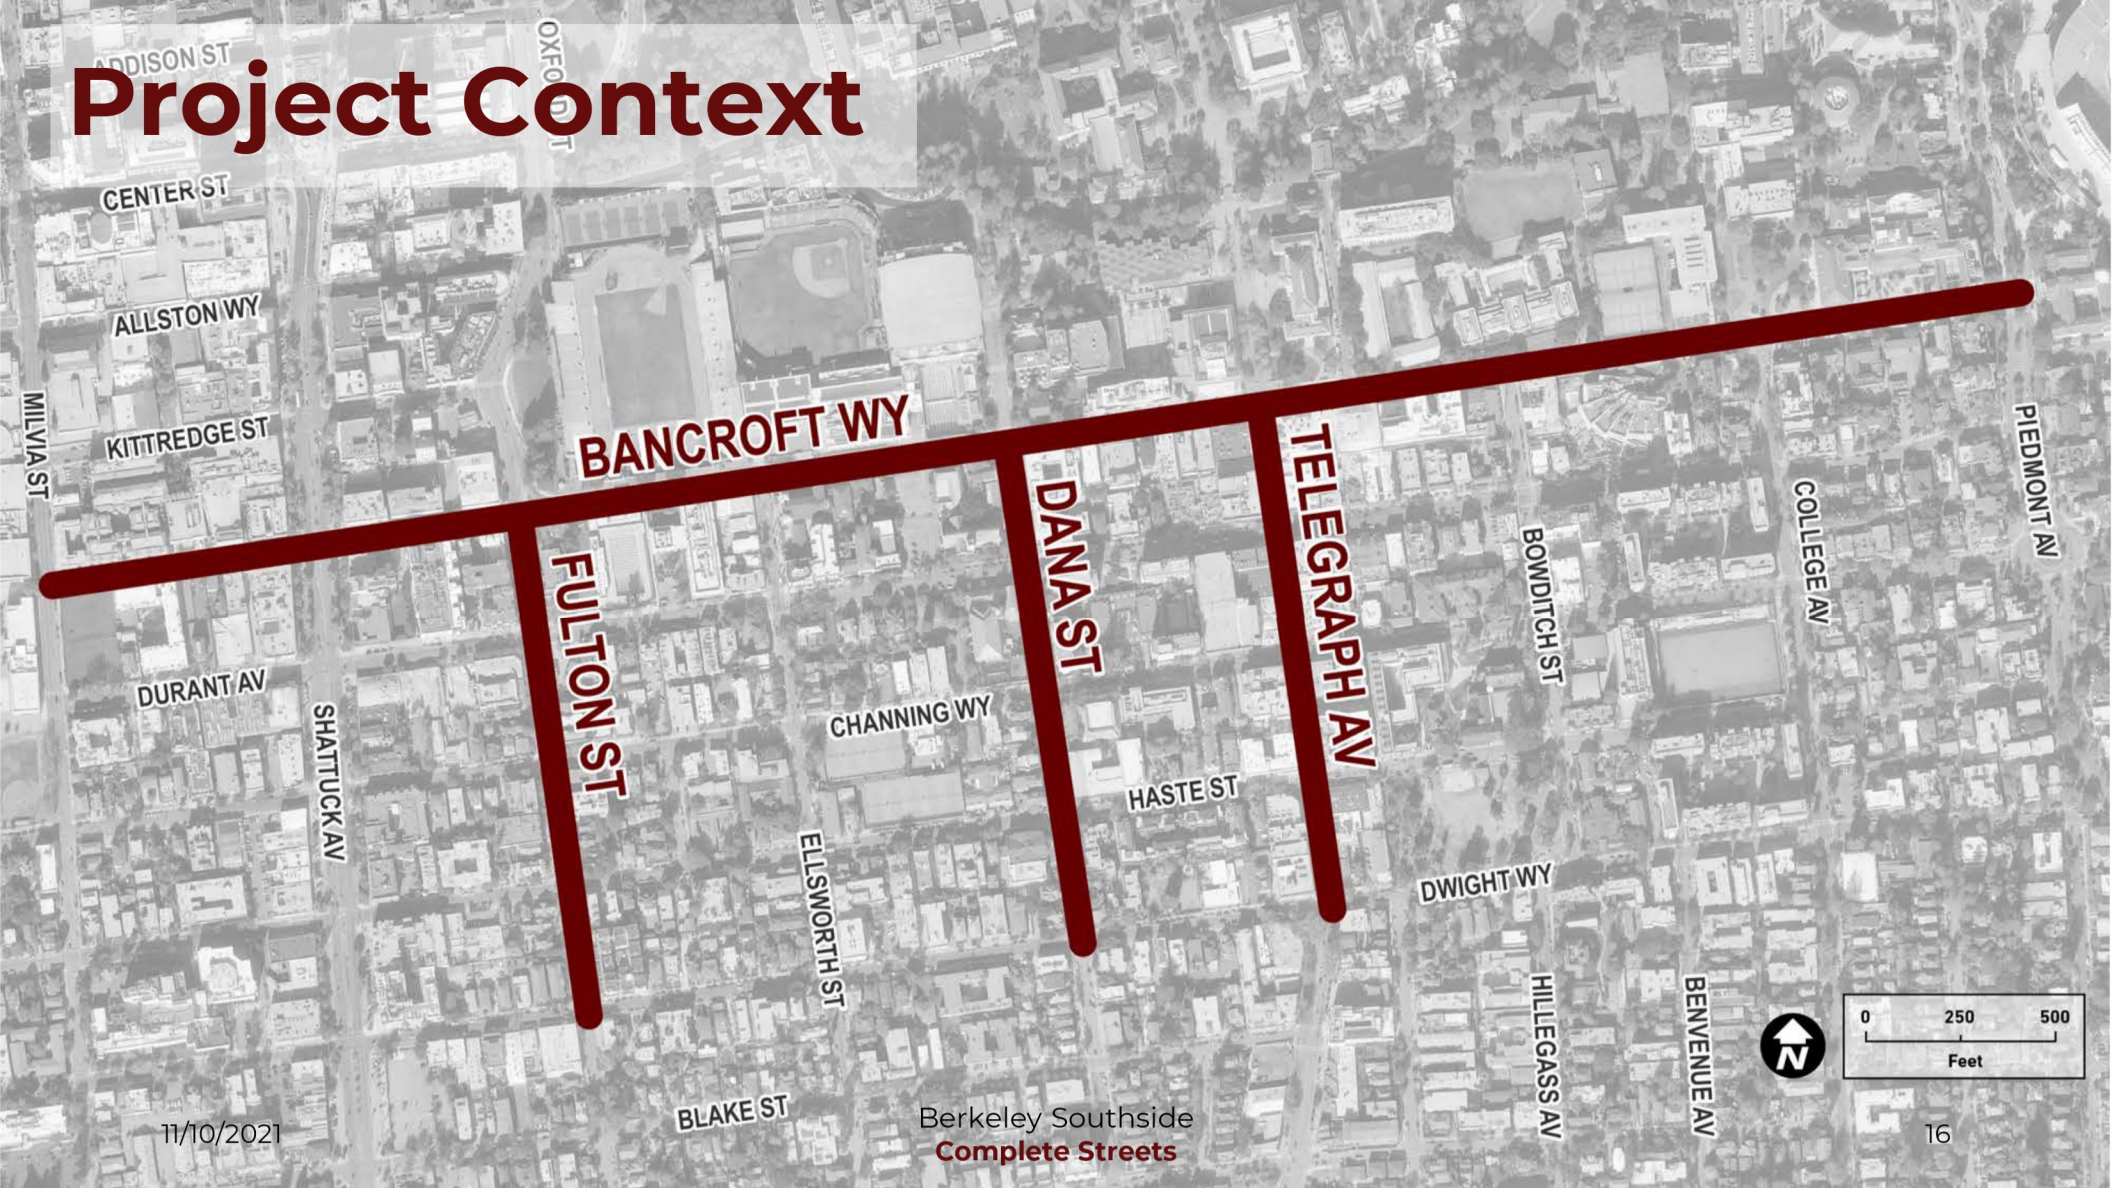 ADDISON ST
OXFORD ST
Project Context
CENTER ST
ALLSTON WY
MILVIA ST
KITTREDGE ST
BANCROFT WY
PIEDMONT AV
TELEGRAPH AV
DANA ST
COLLEGE AV
BOWDITCH ST
FULTON ST
DURANT AV
SHATTUCK AV
CHANNING WY
HASTE ST
ELLSWORTH ST
DWIGHT WY
HILLEGASS AV
BENVENUE AV
N
0 250 500
Feet
BLAKE ST
11/10/2021
Berkeley Southside
Complete Streets
16